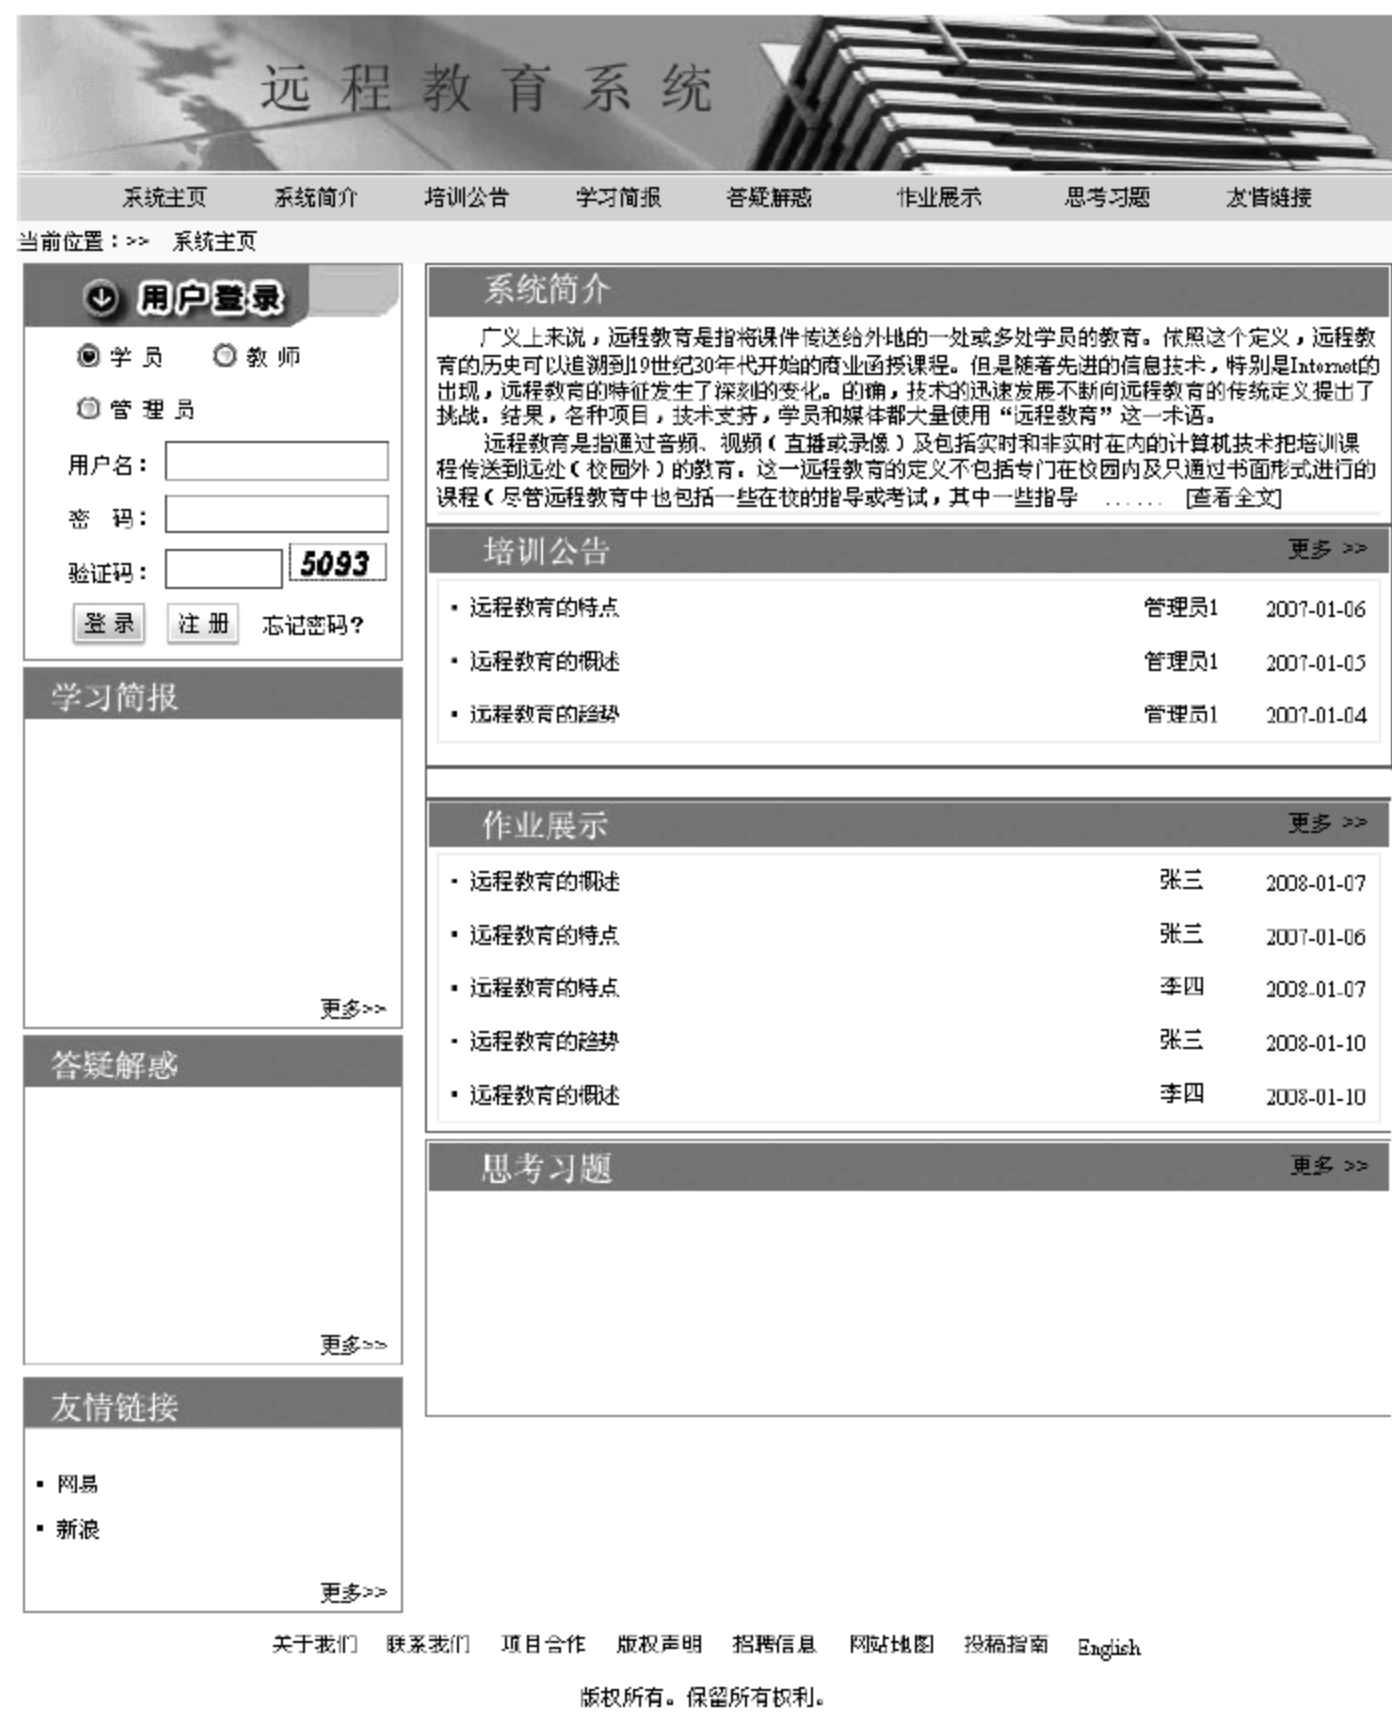 远程教育系统
系统主页 系统简介 培训公告 学习简报 答疑解惑 作业展示 思考习题 友情链接
当前位置：>> 系统主页
用户登录
学员 教师
管理员
用户名：
密 码：
验证码： 5093
登录 注册 忘记密码?
学习简报
更多>>
答疑解惑
更多>>
友情链接
▪ 网易
▪ 新浪
更多>>
系统简介
广义上来说，远程教育是指将课件传送给外地的一处或多处学员的教育。依照这个定义，远程教
育的历史可以追溯到19世纪30年代开始的商业函授课程。但是随著先进的信息技术，特别是Internet的
出现，远程教育的特征发生了深刻的变化。的确，技术的迅速发展不断向远程教育的传统定义提出了
挑战。结果，各种项目，技术支持，学员和媒体都大量使用“远程教育”这一术语。
远程教育是指通过音频、视频（直播或录像）及包括实时和非实时在内的计算机技术把培训课
程传送到远处（校园外）的教育。这一远程教育的定义不包括专门在校园内及只通过书面形式进行的
课程（尽管远程教育中也包括一些在校的指导或考试，其中一些指导 ...... [查看全文]
培训公告 更多 >>
▪ 远程教育的特点 管理员1 2007-01-06
▪ 远程教育的概述 管理员1 2007-01-05
▪ 远程教育的趋势 管理员1 2007-01-04
作业展示 更多 >>
▪ 远程教育的概述 张三 2008-01-07
▪ 远程教育的特点 张三 2007-01-06
▪ 远程教育的特点 李四 2008-01-07
▪ 远程教育的趋势 张三 2008-01-10
▪ 远程教育的概述 李四 2008-01-10
思考习题 更多 >>
关于我们 联系我们 项目合作 版权声明 招聘信息 网站地图 投稿指南 English
版权所有。保留所有权利。